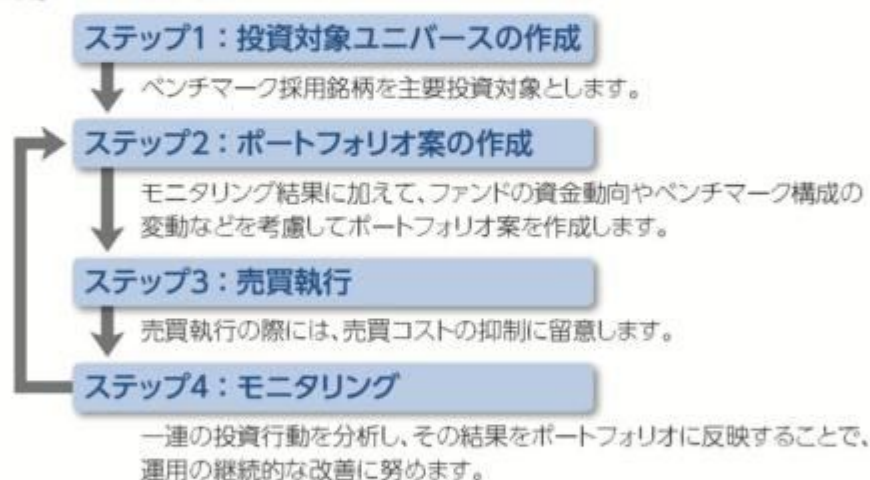 ステップ1：投資対象ユニバースの作成
ベンチマーク採用銘柄を主要投資対象とします。
ステップ2：ポートフォリオ案の作成
モニタリング結果に加えて、ファンドの資金動向やベンチマーク構成の
変動などを考慮してポートフォリオ案を作成します。
ステップ3：売買執行
売買執行の際には、売買コストの抑制に留意します。
ステップ4：モニタリング
一連の投資行動を分析し、その結果をポートフォリオに反映することで、
運用の継続的な改善に努めます。